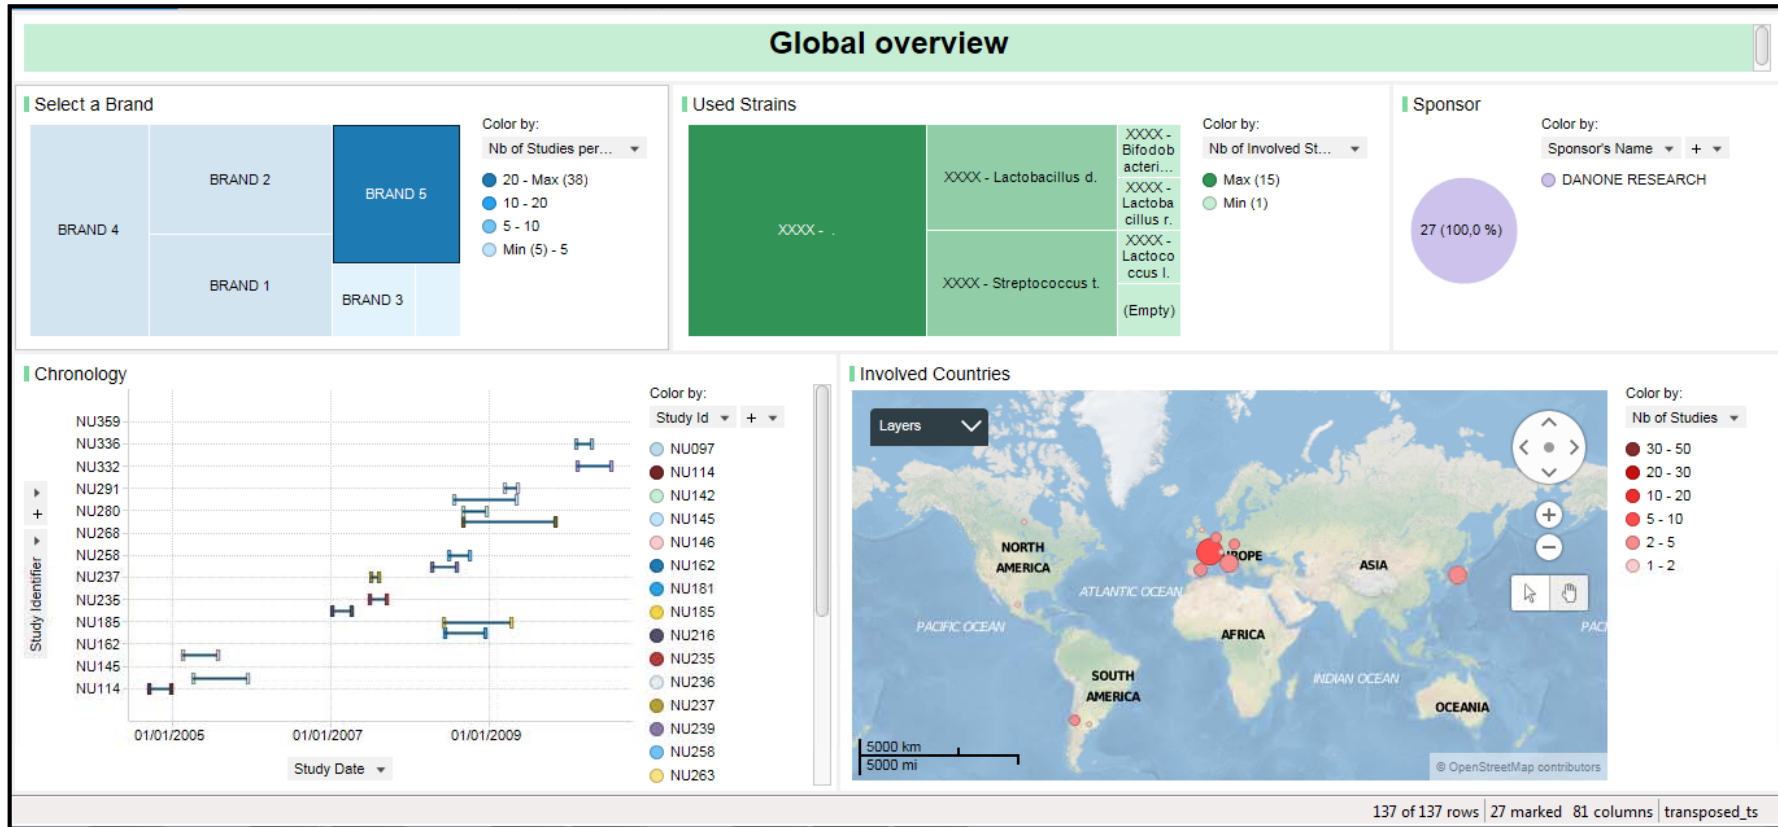 Global overview
Select a Brand
BRAND 4
BRAND 2
BRAND 1
BRAND 5
BRAND 3
Color by:
Nb of Studies per...
20 - Max (38)
10 - 20
5 - 10
Min (5) - 5
Used Strains
XXXX - .
XXXX - Lactobacillus d.
XXXX - Streptococcus t.
XXXX -
Bifodob
acteri...
XXXX -
Lactoba
cillus r.
XXXX -
Lactoco
ccus l.
(Empty)
Color by:
Nb of Involved St...
Max (15)
Min (1)
Sponsor
27 (100,0 %)
Color by:
Sponsor's Name
+
DANONE RESEARCH
Chronology
Study Identifier
+
NU359
NU336
NU332
NU291
NU280
NU268
NU258
NU237
NU235
NU185
NU162
NU145
NU114
01/01/2005
01/01/2007
01/01/2009
Study Date
Color by:
Study Id
+
NU097
NU114
NU142
NU145
NU146
NU162
NU181
NU185
NU216
NU235
NU236
NU237
NU239
NU258
NU263
Involved Countries
Layers
NORTH
AMERICA
ATLANTIC OCEAN
PACIFIC OCEAN
SOUTH
AMERICA
UROPE
ASIA
AFRICA
INDIAN OCEAN
OCEANIA
PACI
5000 km
5000 mi
© OpenStreetMap contributors
Color by:
Nb of Studies
30 - 50
20 - 30
10 - 20
5 - 10
2 - 5
1 - 2
137 of 137 rows
27 marked
81 columns
transposed_ts